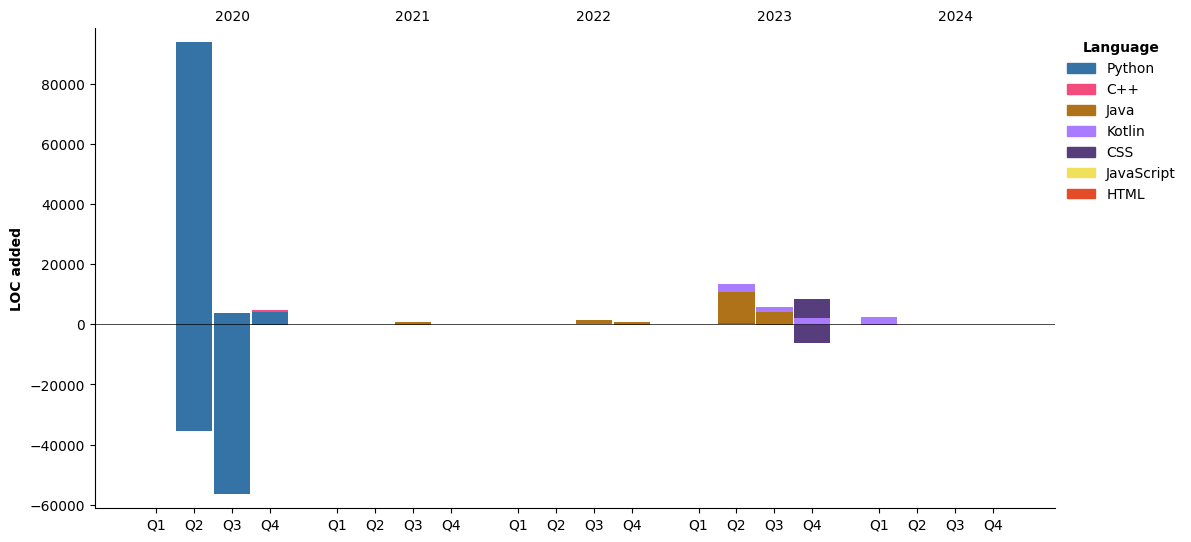 2020 2021 2022 2023 2024
Language
Python
C++
Java
Kotlin
CSS
JavaScript
HTML
LOC added
80000
60000
40000
20000
0
−20000
−40000
−60000
Q1 Q2 Q3 Q4 Q1 Q2 Q3 Q4 Q1 Q2 Q3 Q4 Q1 Q2 Q3 Q4 Q1 Q2 Q3 Q4